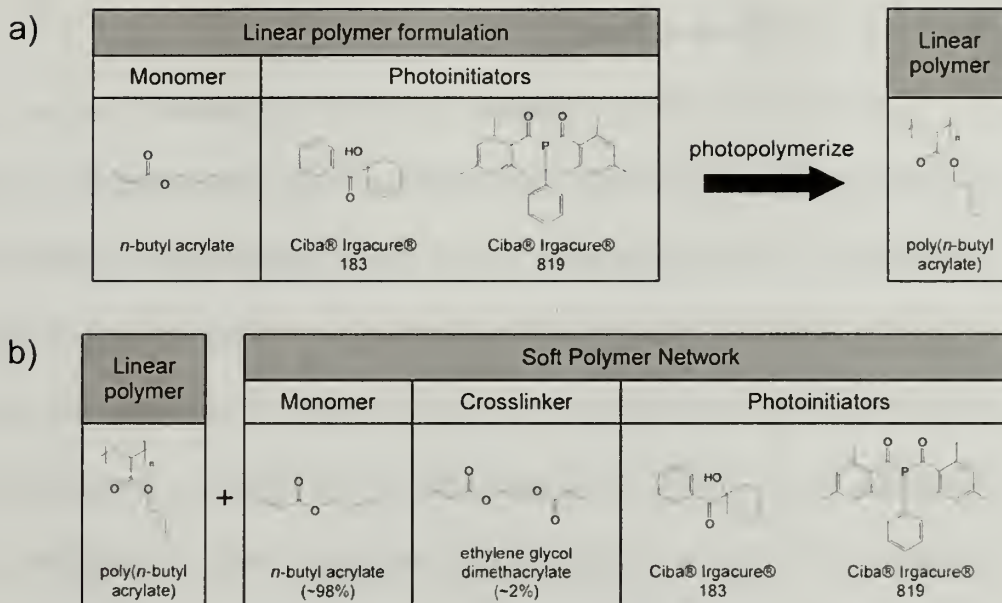 a)
Linear polymer formulation
Monomer
Photoinitiators
O
O
HO
O
O
O
P
n-butyl acrylate
Ciba® Irgacure®
183
Ciba® Irgacure®
819
photopolymerize
Linear
polymer
n
O
O
poly(n-butyl
acrylate)
b)
Linear
polymer
n
O
O
poly(n-butyl
acrylate)
+
Soft Polymer Network
Monomer
Crosslinker
Photoinitiators
O
O
O
O
O
O
HO
O
O
O
P
n-butyl acrylate
(~98%)
ethylene glycol
dimethacrylate
(~2%)
Ciba® Irgacure®
183
Ciba® Irgacure®
819